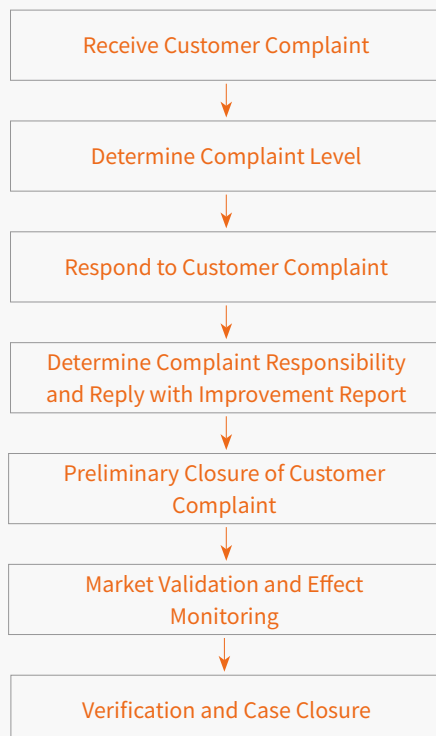 Receive Customer Complaint
Determine Complaint Level
Respond to Customer Complaint
Determine Complaint Responsibility
and Reply with Improvement Report
Preliminary Closure of Customer
Complaint
Market Validation and Effect
Monitoring
Verification and Case Closure